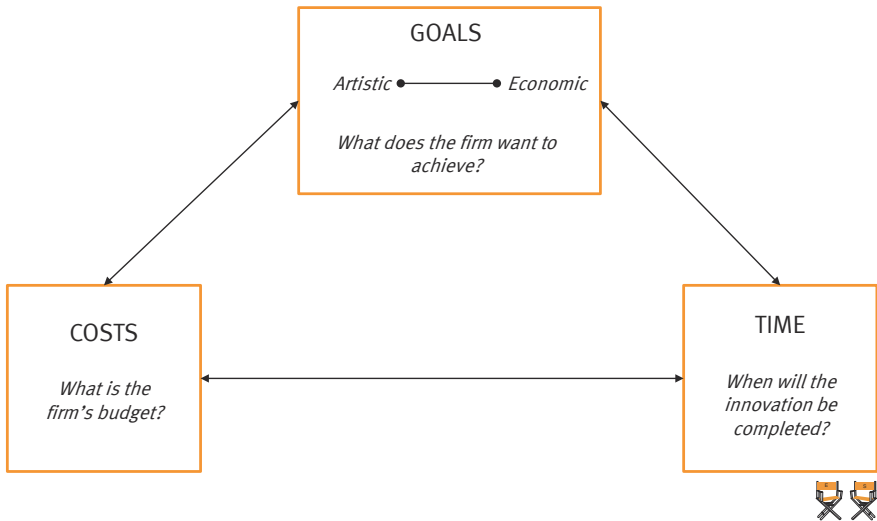 GOALS
Artistic Economic
What does the firm want to
achieve?
COSTS
What is the
firm's budget?
TIME
When will the
innovation be
completed?
E S